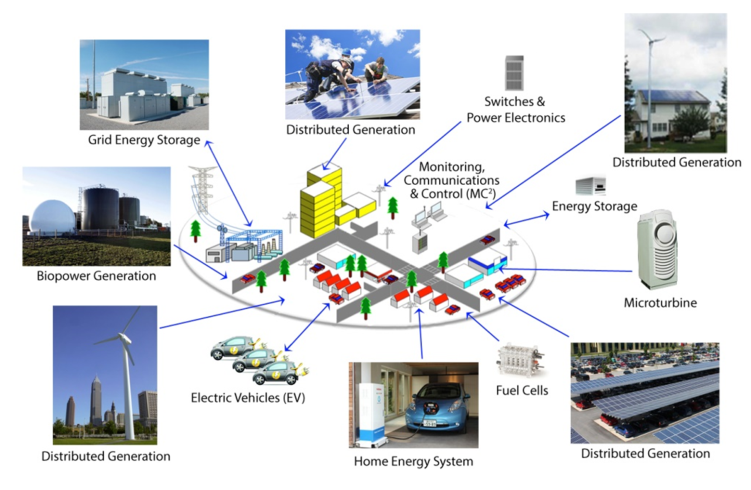 Grid Energy Storage
Distributed Generation
Switches &
Power Electronics
Distributed Generation
Monitoring,
Communications
& Control (MC²)
Energy Storage
Biopower Generation
Microturbine
Electric Vehicles (EV)
Fuel Cells
Distributed Generation
Home Energy System
Distributed Generation